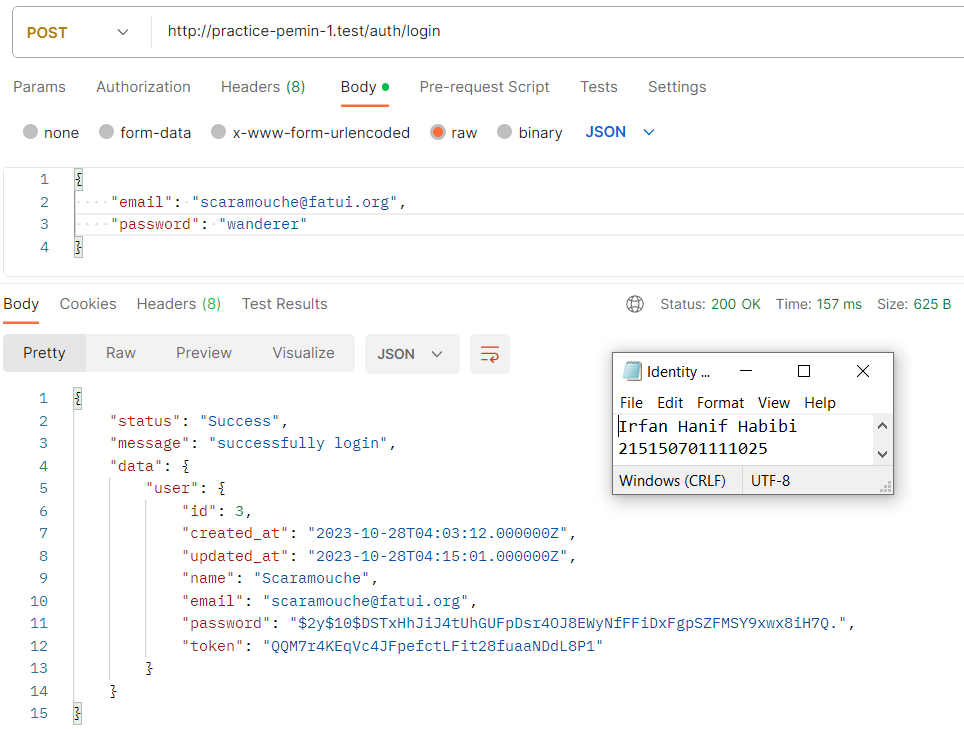 POST http://practice-pemin-1.test/auth/login
Params Authorization Headers (8) Body Pre-request Script Tests Settings
none form-data x-www-form-urlencoded raw binary JSON
1 {
2 "email": "scaramouche@fatui.org",
3 "password": "wanderer"
4 }
Body Cookies Headers (8) Test Results Status: 200 OK Time: 157 ms Size: 625 B
Pretty Raw Preview Visualize JSON
1 {
2 "status": "Success",
3 "message": "successfully login",
4 "data": {
5 "user": {
6 "id": 3,
7 "created_at": "2023-10-28T04:03:12.000000Z",
8 "updated_at": "2023-10-28T04:15:01.000000Z",
9 "name": "Scaramouche",
10 "email": "scaramouche@fatui.org",
11 "password": "$2y$10$DSTxHhJiJ4tUhGUFpDsr4OJ8EWyNfFFiDxFgpSZFMSY9xwx8iH7Q.",
12 "token": "QQM7r4KEqVc4JFpefctLFit28fuaaNDdL8P1"
13 }
14 }
15 }
Identity ...
File Edit Format View Help
Irfan Hanif Habibi
215150701111025
Windows (CRLF) UTF-8